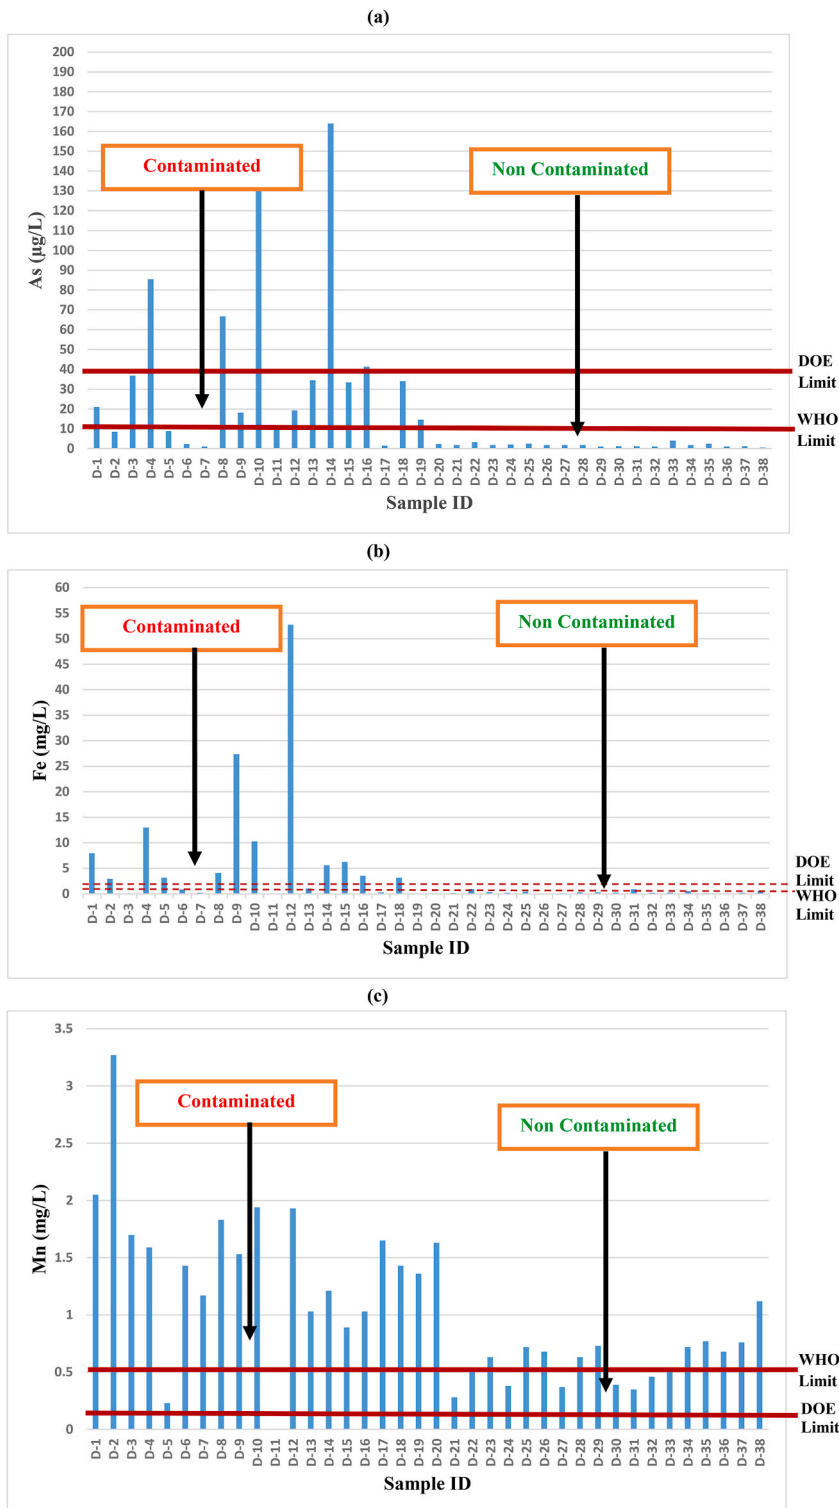 (a)
200
190
180
170
160
150
140
130
120
110
100
90
80
70
60
50
40
30
20
10
0
As (µg/L)
Contaminated
Non Contaminated
DOE
Limit
WHO
Limit
D-1 D-2 D-3 D-4 D-5 D-6 D-7 D-8 D-9 D-10 D-11 D-12 D-13 D-14 D-15 D-16 D-17 D-18 D-19 D-20 D-21 D-22 D-23 D-24 D-25 D-26 D-27 D-28 D-29 D-30 D-31 D-32 D-33 D-34 D-35 D-36 D-37 D-38
Sample ID
(b)
60
55
50
45
40
35
30
25
20
15
10
5
0
Fe (mg/L)
Contaminated
Non Contaminated
DOE
Limit
WHO
Limit
D-1 D-2 D-3 D-4 D-5 D-6 D-7 D-8 D-9 D-10 D-11 D-12 D-13 D-14 D-15 D-16 D-17 D-18 D-19 D-20 D-21 D-22 D-23 D-24 D-25 D-26 D-27 D-28 D-29 D-30 D-31 D-32 D-33 D-34 D-35 D-36 D-37 D-38
Sample ID
(c)
3.5
3
2.5
2
1.5
1
0.5
0
Mn (mg/L)
Contaminated
Non Contaminated
WHO
Limit
DOE
Limit
D-1 D-2 D-3 D-4 D-5 D-6 D-7 D-8 D-9 D-10 D-11 D-12 D-13 D-14 D-15 D-16 D-17 D-18 D-19 D-20 D-21 D-22 D-23 D-24 D-25 D-26 D-27 D-28 D-29 D-30 D-31 D-32 D-33 D-34 D-35 D-36 D-37 D-38
Sample ID